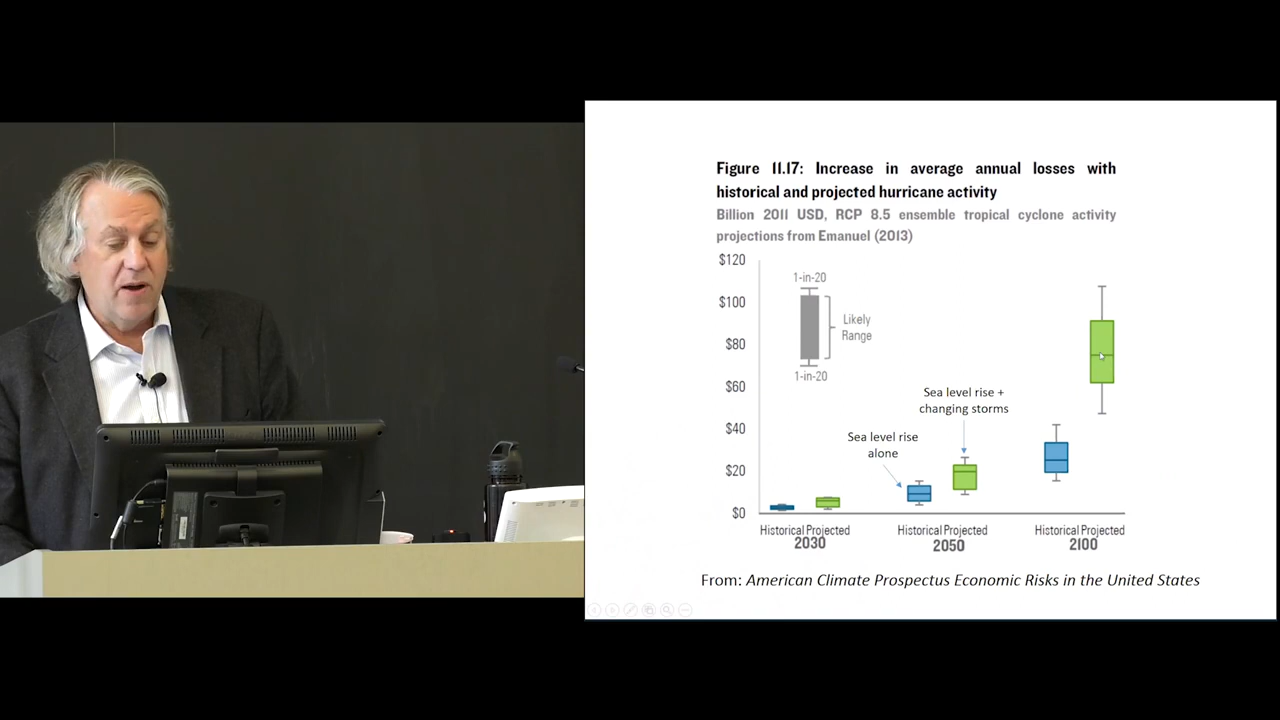 Figure 11.17: Increase in average annual losses with
historical and projected hurricane activity
Billion 2011 USD, RCP 8.5 ensemble tropical cyclone activity
projections from Emanuel (2013)
$120
$100
$80
$60
$40
$20
$0
1-in-20
Likely
Range
1-in-20
Sea level rise +
changing storms
Sea level rise
alone
Historical Projected
2030
Historical Projected
2050
Historical Projected
2100
From: American Climate Prospectus Economic Risks in the United States